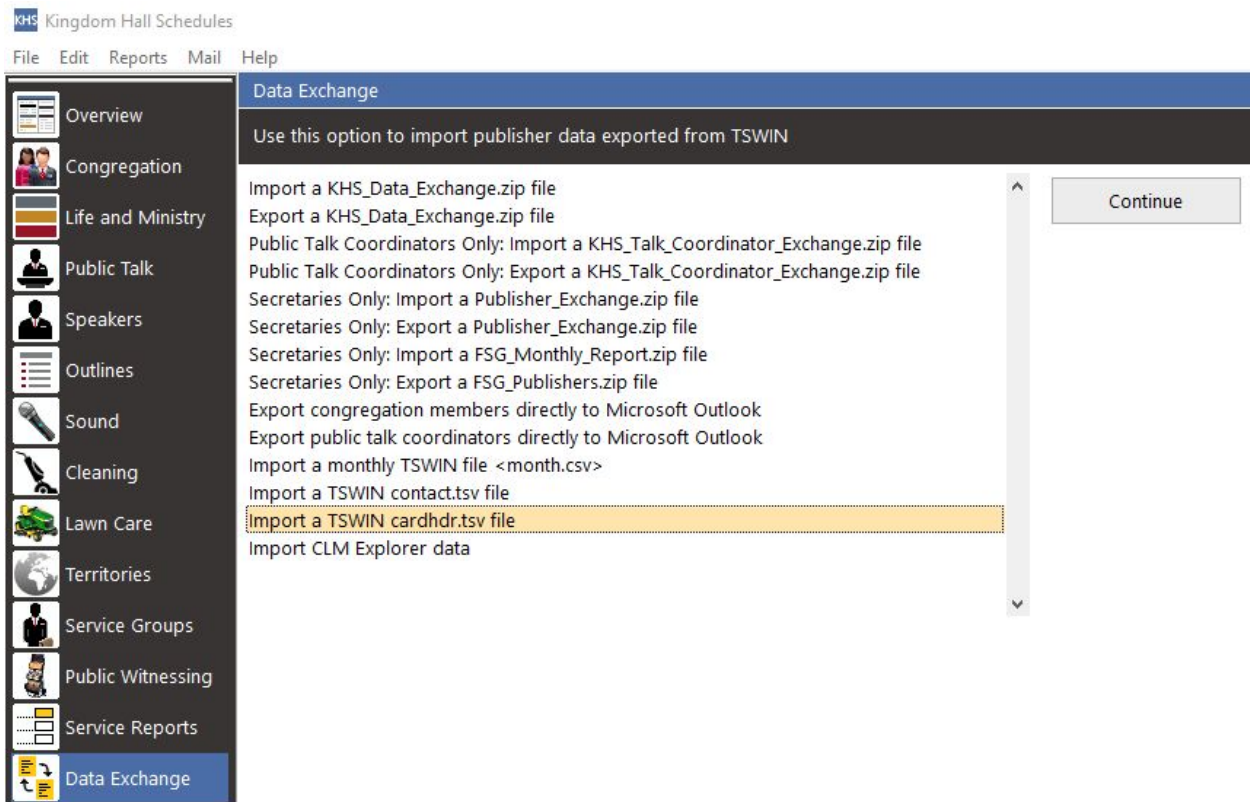 KHS Kingdom Hall Schedules
File Edit Reports Mail Help
Overview
Congregation
Life and Ministry
Public Talk
Speakers
Outlines
Sound
Cleaning
Lawn Care
Territories
Service Groups
Public Witnessing
Service Reports
Data Exchange
Data Exchange
Use this option to import publisher data exported from TSWIN
Import a KHS_Data_Exchange.zip file
Export a KHS_Data_Exchange.zip file
Public Talk Coordinators Only: Import a KHS_Talk_Coordinator_Exchange.zip file
Public Talk Coordinators Only: Export a KHS_Talk_Coordinator_Exchange.zip file
Secretaries Only: Import a Publisher_Exchange.zip file
Secretaries Only: Export a Publisher_Exchange.zip file
Secretaries Only: Import a FSG_Monthly_Report.zip file
Secretaries Only: Export a FSG_Publishers.zip file
Export congregation members directly to Microsoft Outlook
Export public talk coordinators directly to Microsoft Outlook
Import a monthly TSWIN file <month.csv>
Import a TSWIN contact.tsv file
Import a TSWIN cardhdr.tsv file
Import CLM Explorer data
Continue